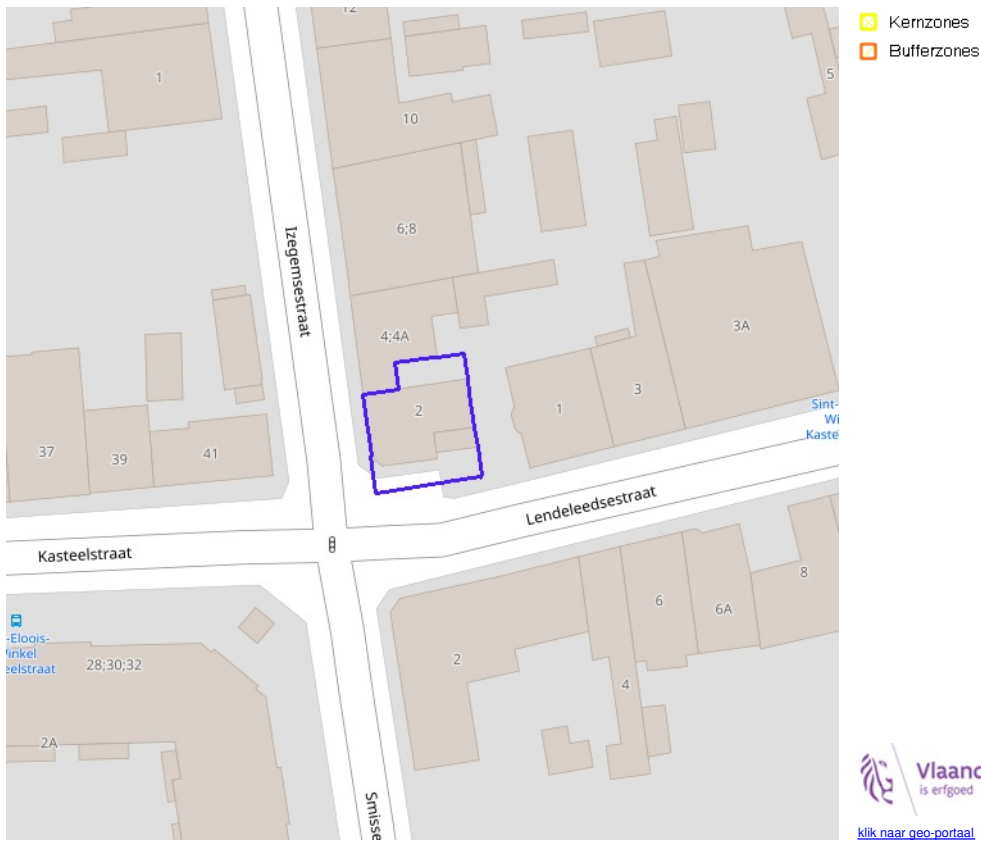 12
Kernzones
Bufferzones
1
5
10
6;8
Izegemsestraat
4;4A
3A
2
1
3
Sint-
Wi
Kaste
37
39
41
Lendeleedsestraat
Kasteelstraat
8
6
6A
-Eloois-
Winkel
eelstraat
28;30;32
2
4
2A
Vlaand
is erfgoed
Smisse
klik naar geo-portaal